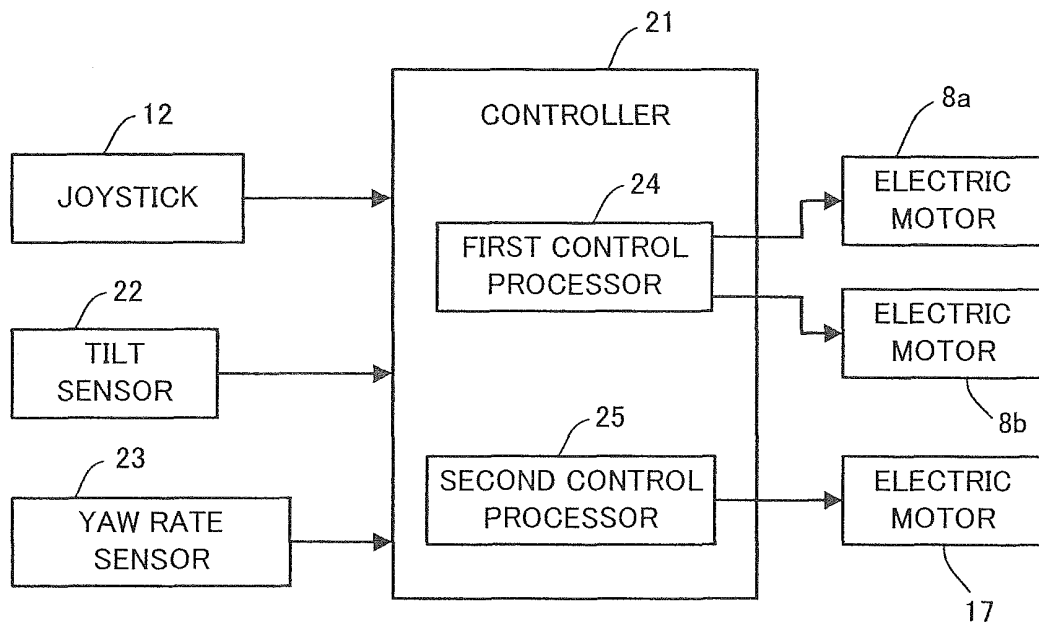 21
CONTROLLER
12
JOYSTICK
22
TILT
SENSOR
23
YAW RATE
SENSOR
24
FIRST CONTROL
PROCESSOR
25
SECOND CONTROL
PROCESSOR
8a
ELECTRIC
MOTOR
ELECTRIC
MOTOR
8b
ELECTRIC
MOTOR
17